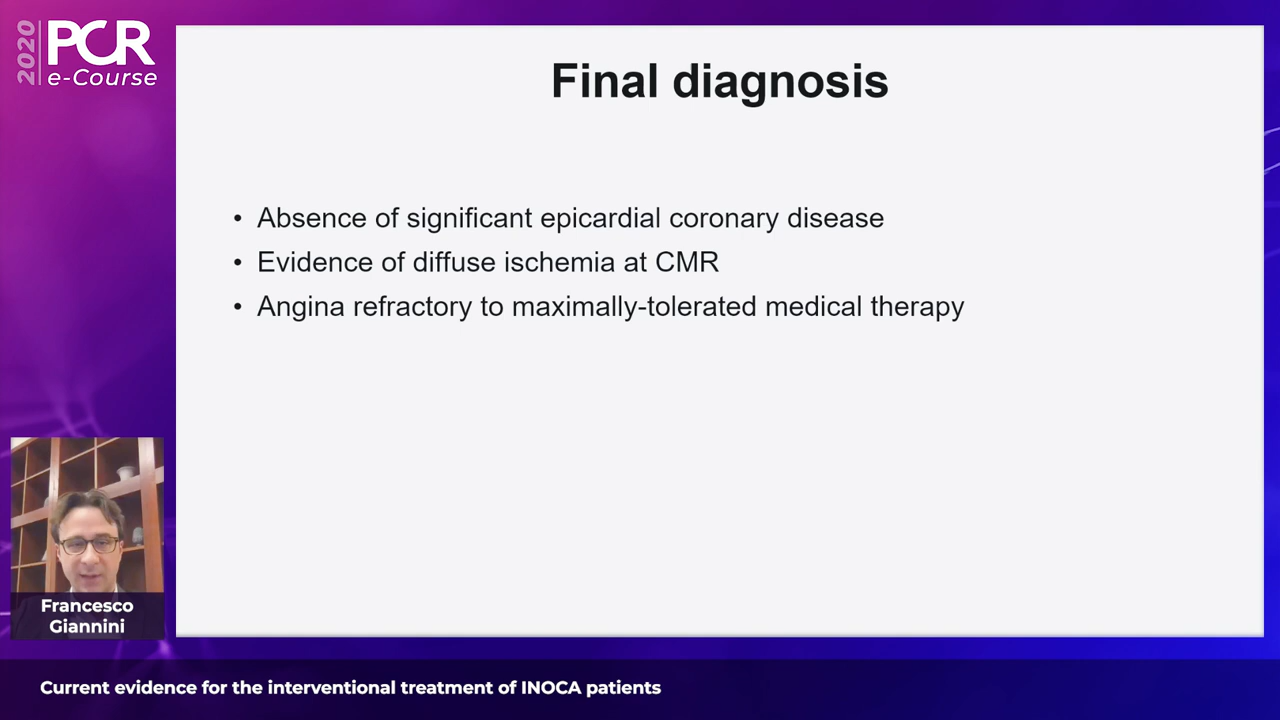 2020
PCR
e-Course
Final diagnosis
• Absence of significant epicardial coronary disease
• Evidence of diffuse ischemia at CMR
• Angina refractory to maximally-tolerated medical therapy
Francesco
Giannini
Current evidence for the interventional treatment of INOCA patients